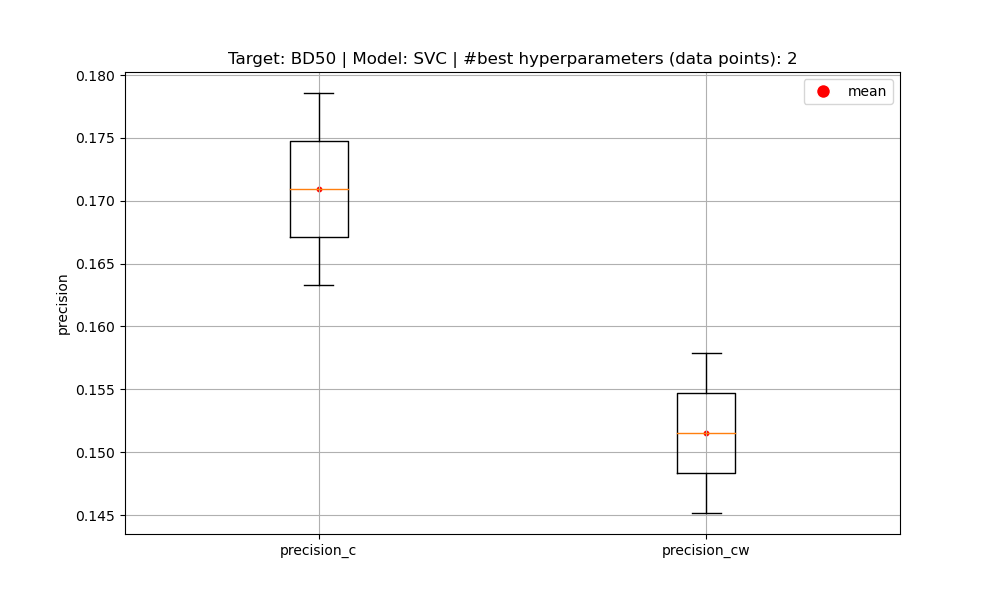 Target: BD50 | Model: SVC | #best hyperparameters (data points): 2
mean
precision
0.180
0.175
0.170
0.165
0.160
0.155
0.150
0.145
precision_c
precision_cw